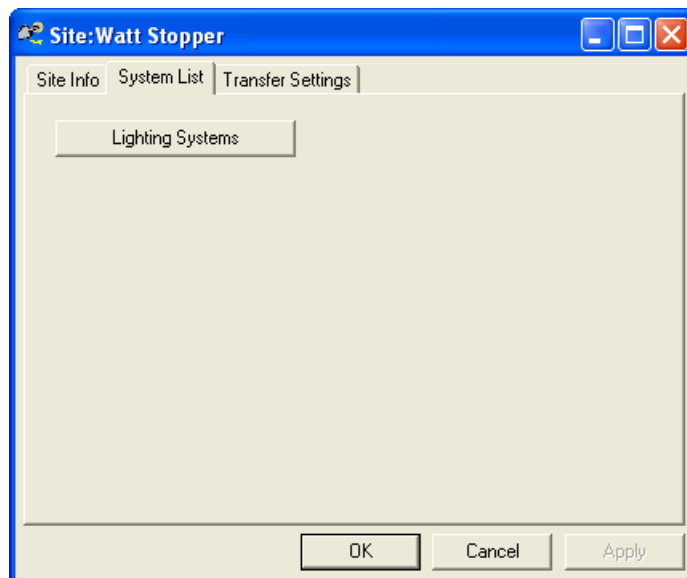 Site:Watt Stopper
Site Info System List Transfer Settings
Lighting Systems
OK Cancel Apply